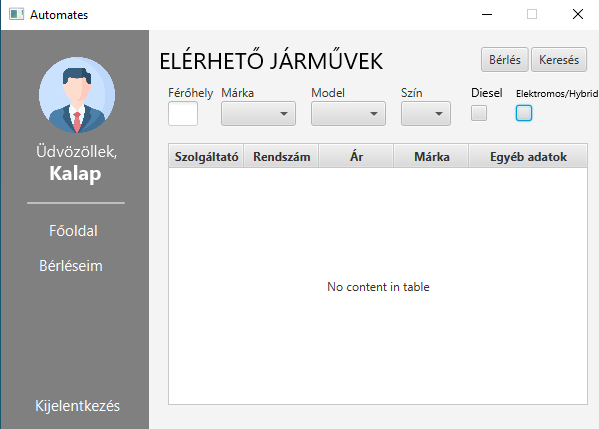 Automates
Üdvözöllek,
Kalap
Főoldal
Bérléseim
Kijelentkezés
ELÉRHETŐ JÁRMŰVEK
Bérlés Keresés
Férőhely Márka Model Szín Diesel Elektromos/Hybrid
Szolgáltató Rendszám Ár Márka Egyéb adatok
No content in table